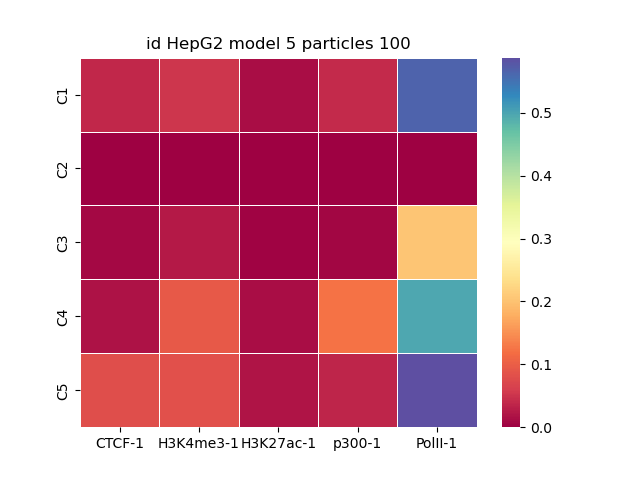 id HepG2 model 5 particles 100
C1
C2
C3
C4
C5
CTCF-1 H3K4me3-1 H3K27ac-1 p300-1 PolII-1
0.5
0.4
0.3
0.2
0.1
0.0